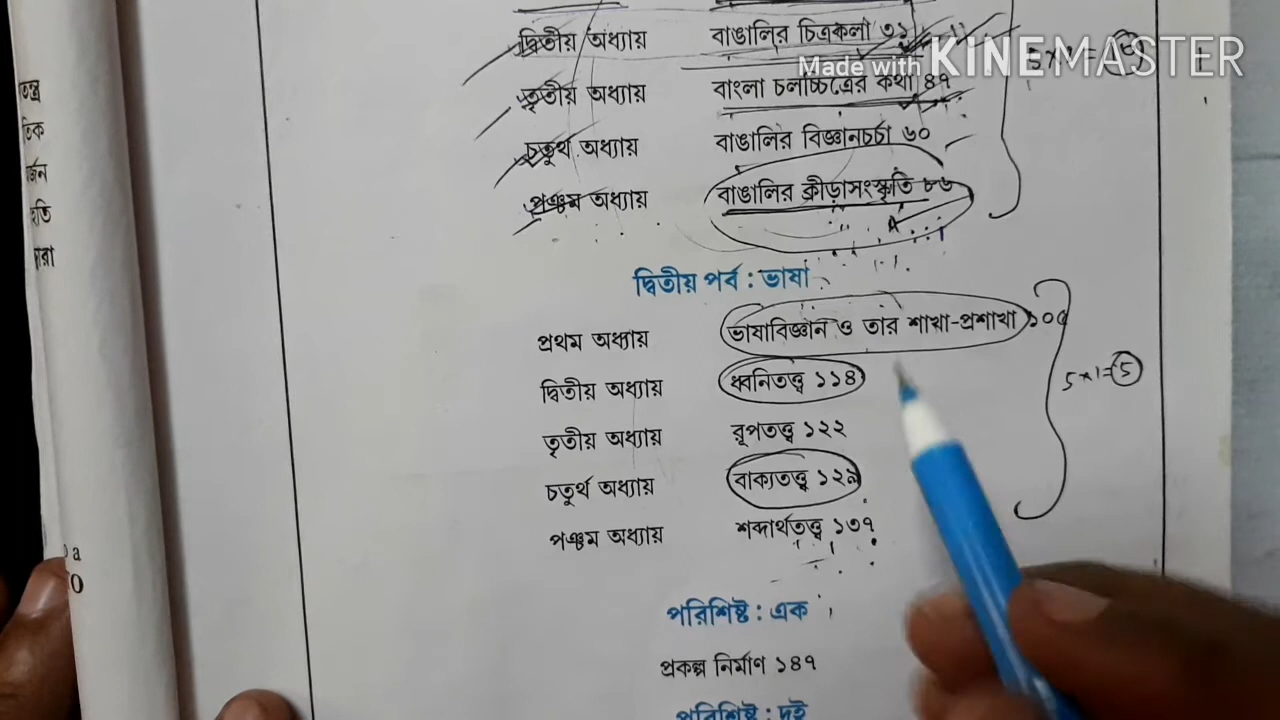 দ্বিতীয় অধ্যায় বাঙালির চিত্রকলা ৩১
Made with KINEMASTER
তৃতীয় অধ্যায় বাংলা চলচ্চিত্রের কথা ৪৭
চতুর্থ অধ্যায় বাঙালির বিজ্ঞানচর্চা ৬০
পঞ্চম অধ্যায় বাঙালির ক্রীড়াসংস্কৃতি ৮৬
দ্বিতীয় পর্ব : ভাষা
প্রথম অধ্যায় ভাষাবিজ্ঞান ও তার শাখা-প্রশাখা ১০৫
দ্বিতীয় অধ্যায় ধ্বনিতত্ত্ব ১১৪
5×1=5
তৃতীয় অধ্যায় রূপতত্ত্ব ১২২
চতুর্থ অধ্যায় বাক্যতত্ত্ব ১২৯
পঞ্চম অধ্যায় শব্দার্থতত্ত্ব ১৩৭
পরিশিষ্ট : এক
প্রকল্প নির্মাণ ১৪৭
পরিশিষ্ট : দুই